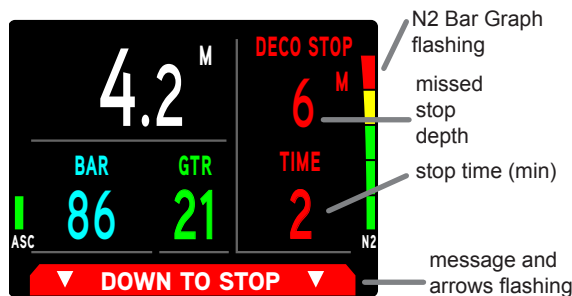 DECO STOP
4.2 M
6 M
BAR
GTR
TIME
86
21
2
ASC
N2
▼ DOWN TO STOP ▼
N2 Bar Graph
flashing
missed
stop
depth
stop time (min)
message and
arrows flashing